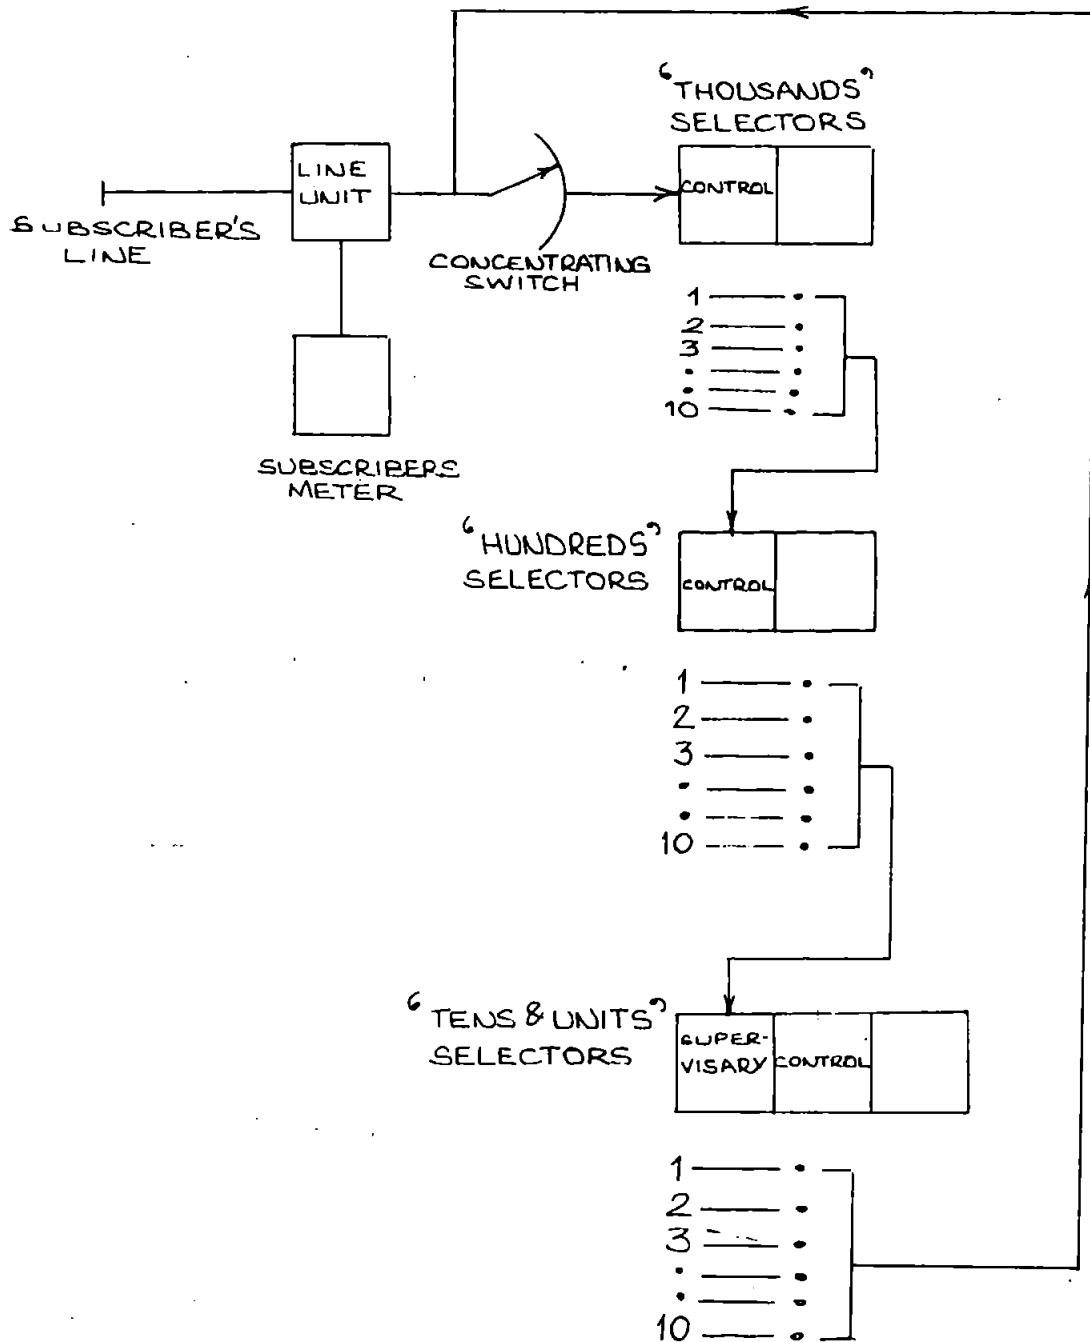 ‘THOUSANDS’
SELECTORS
LINE
UNIT
CONTROL
SUBSCRIBER'S
LINE
CONCENTRATING
SWITCH
1
2
3
•
•
10
SUBSCRIBERS
METER
‘HUNDREDS’
SELECTORS
CONTROL
1
2
3
•
•
10
‘TENS & UNITS’
SELECTORS
SUPER-
VISARY
CONTROL
1
2
3
•
•
10